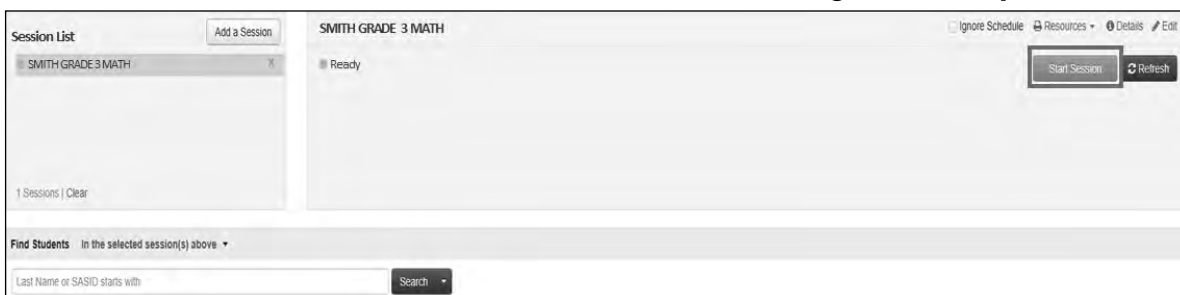 Session List
Add a Session
SMITH GRADE 3 MATH X
1 Sessions | Clear
SMITH GRADE 3 MATH
Ignore Schedule Resources Details Edit
Ready
Start Session Refresh
Find Students In the selected session(s) above
Last Name or SASID starts with
Search